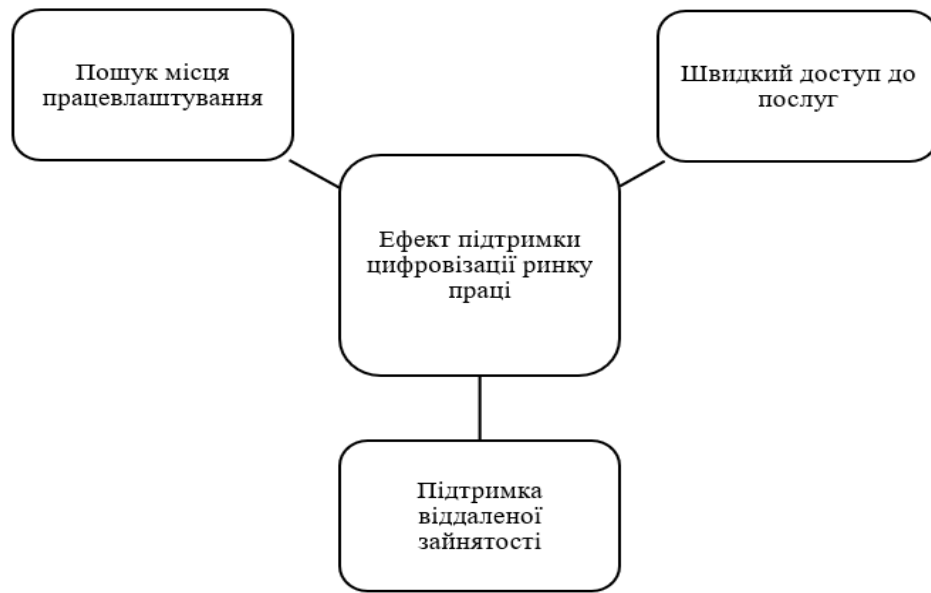 Пошук місця
працевлаштування
Швидкий доступ до
послуг
Ефект підтримки
цифровізації ринку
праці
Підтримка
віддаленої
зайнятості